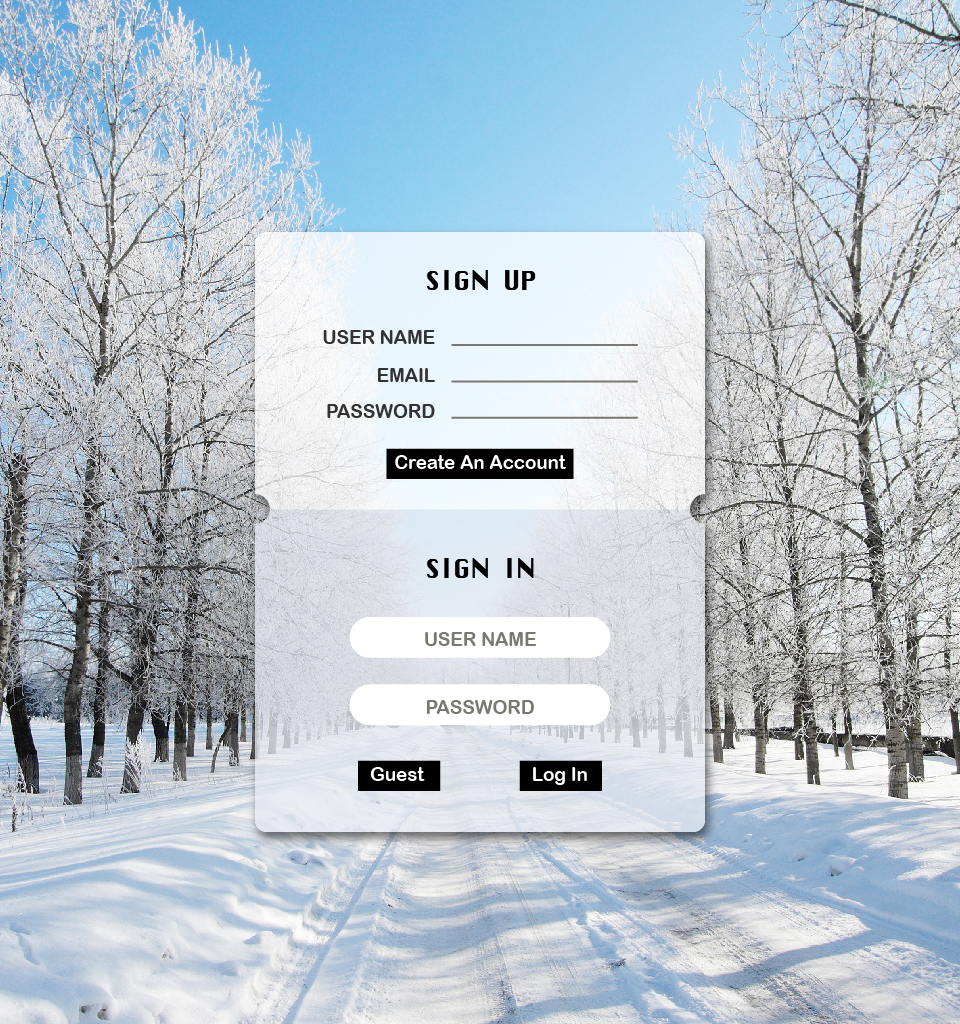 SIGN UP
USER NAME
EMAIL
PASSWORD
Create An Account
SIGN IN
USER NAME
PASSWORD
Guest
Log In